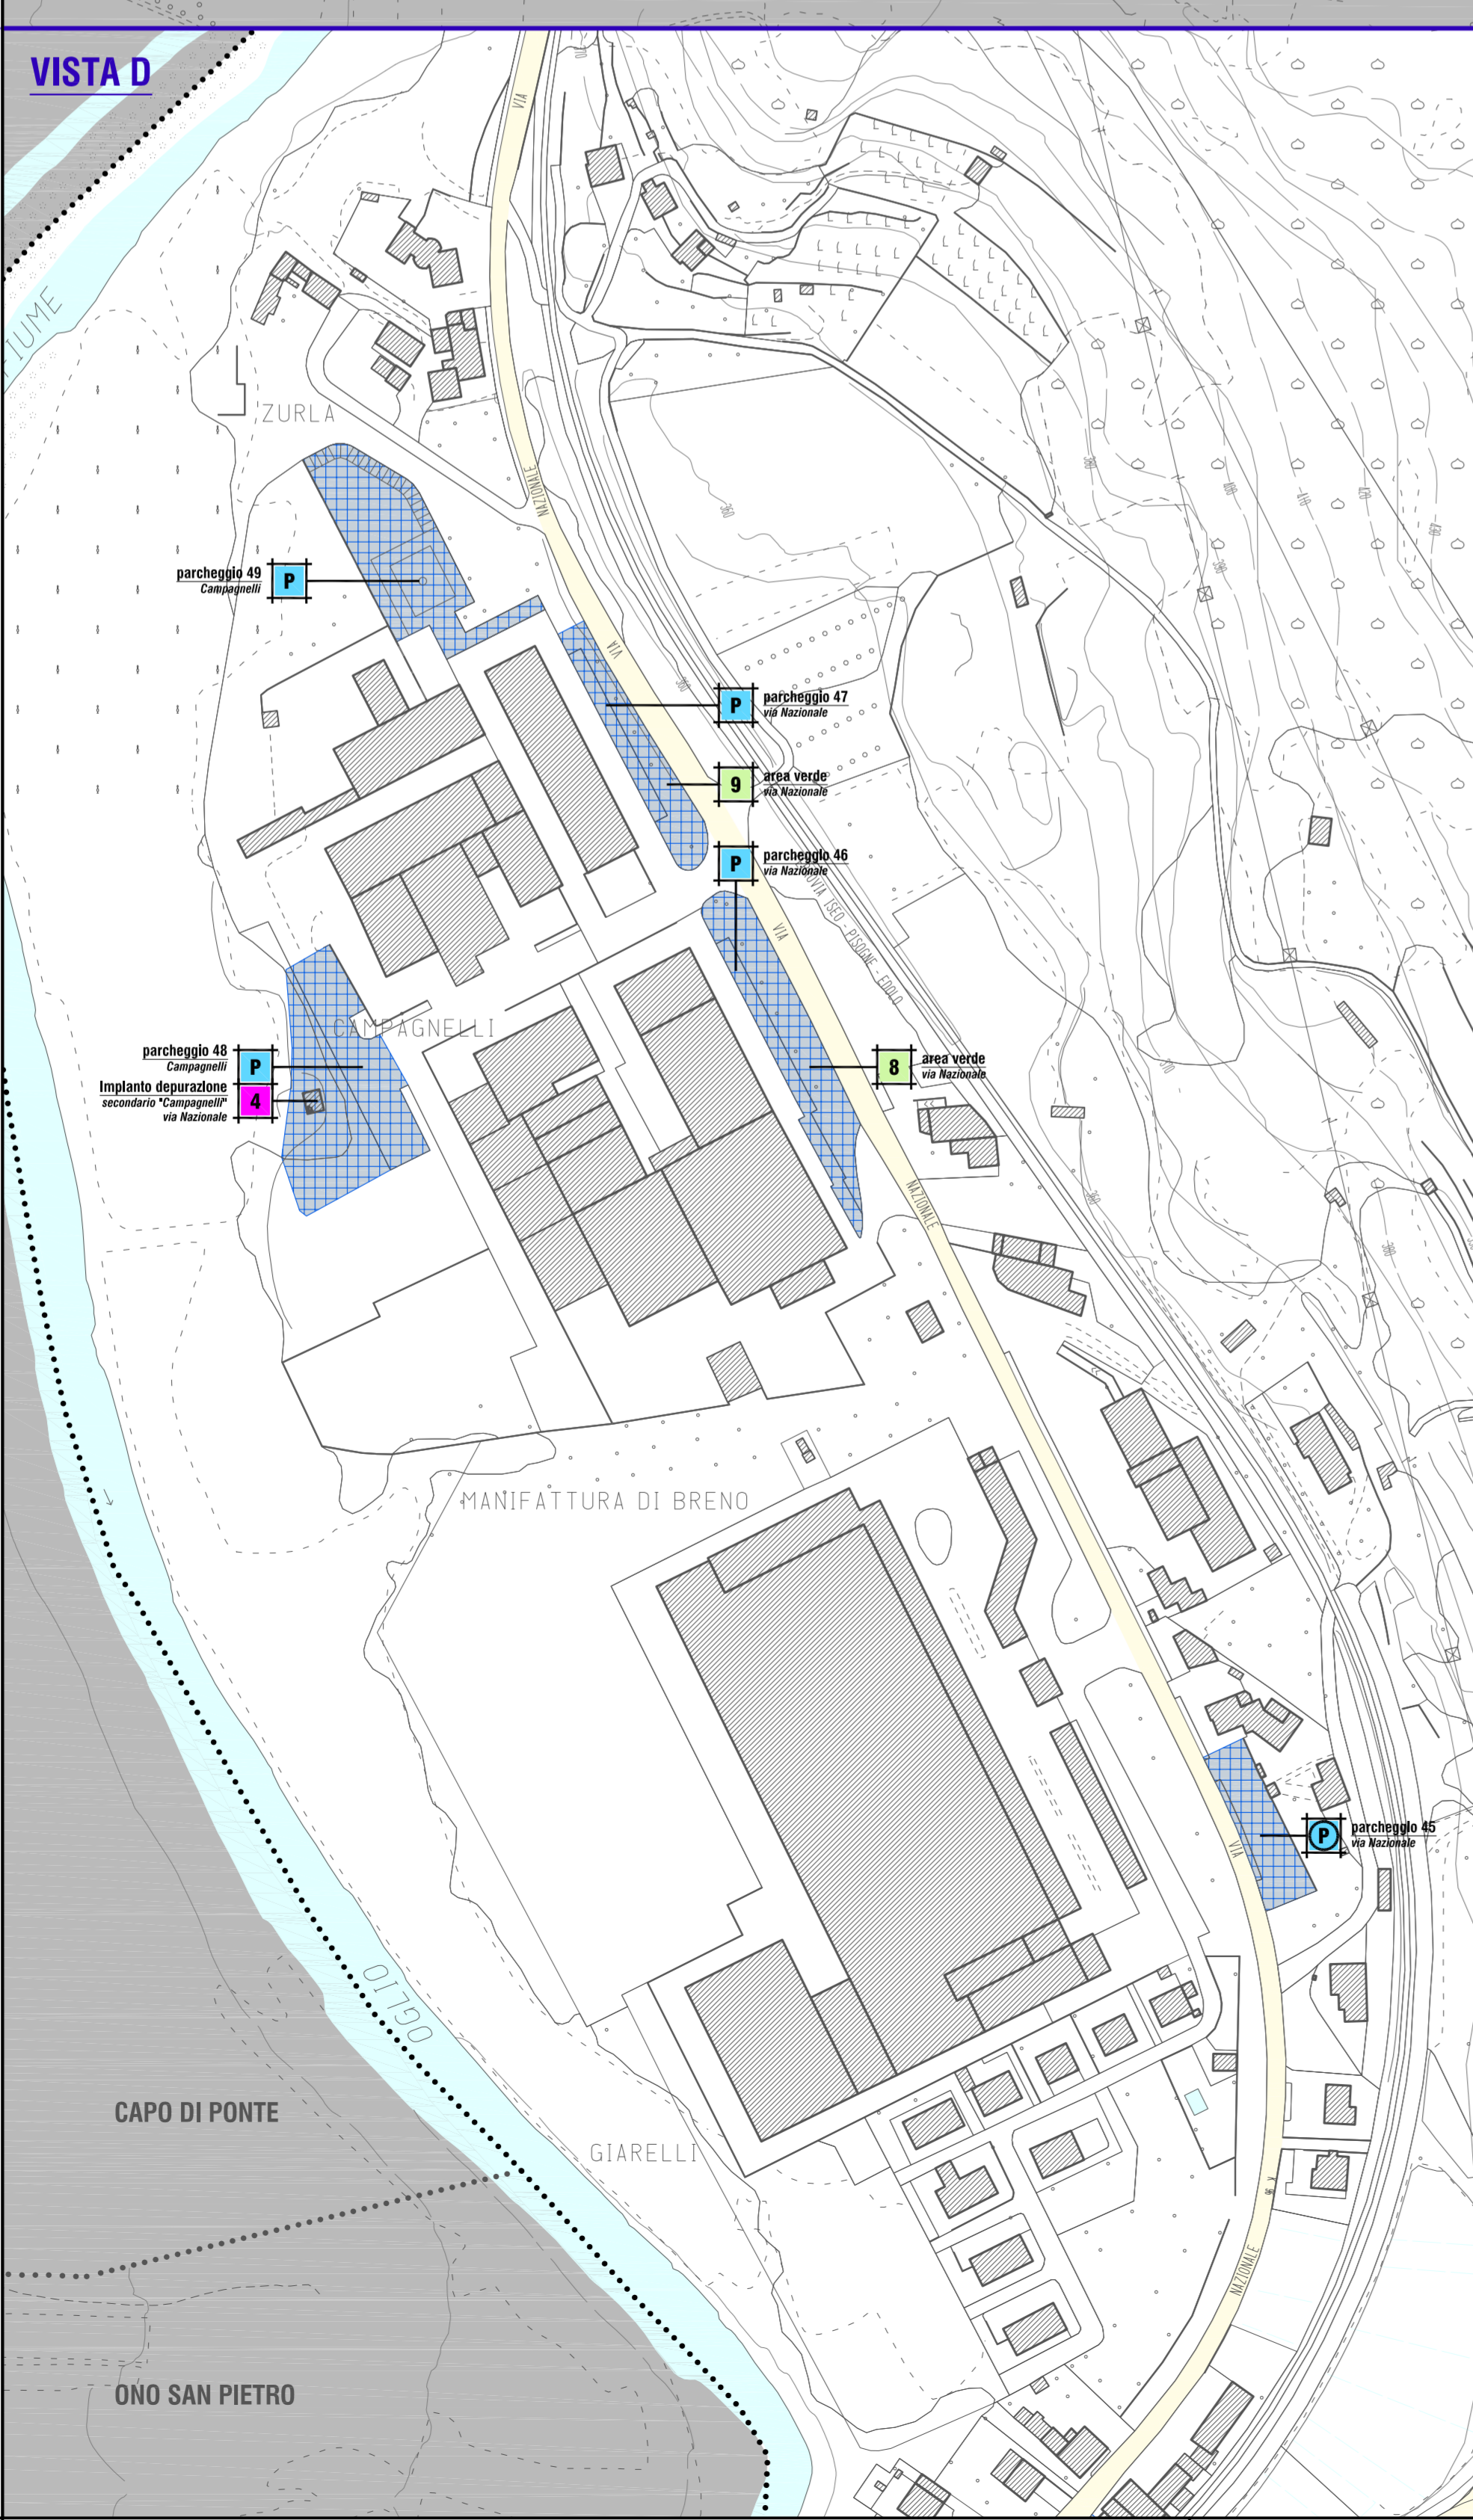 VISTA D
VIA
FIUME
ZURLA
NAZIONALE
parcheggio 49
Campagnelli
P
VIA
P
parcheggio 47
via Nazionale
9
area verde
via Nazionale
P
parcheggio 46
via Nazionale
VIA
ISEO - PISOGNE - EDOLO
CAMPAGNELLI
parcheggio 48
Campagnelli
P
Impianto depurazione
secondario "Campagnelli"
via Nazionale
4
8
area verde
via Nazionale
NAZIONALE
MANIFATTURA DI BRENO
P
parcheggio 45
via Nazionale
VIA
OGLIO
CAPO DI PONTE
GIARELLI
NAZIONALE
ONO SAN PIETRO